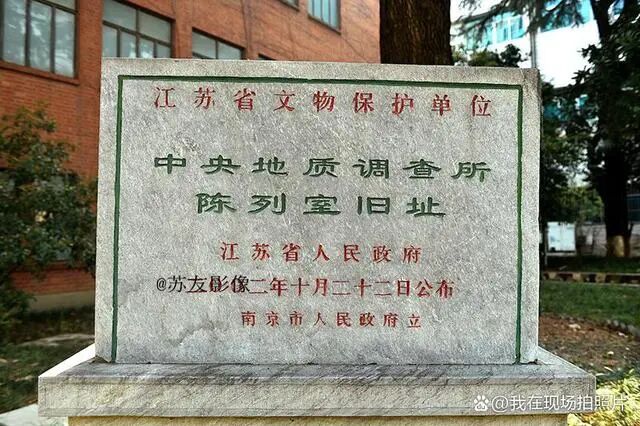 江苏省文物保护单位
中央地质调查所
陈列室旧址
江苏省人民政府
@苏友影像二年十月二十二日公布
南京市人民政府立
@我在现场拍照片